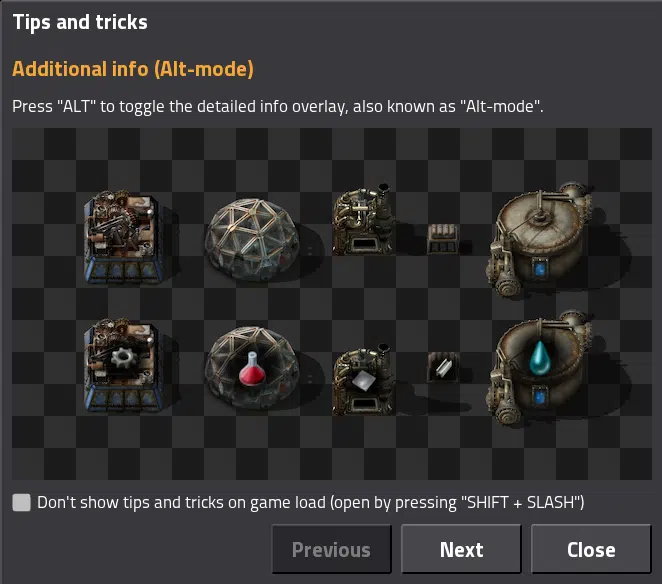 Tips and tricks
Additional info (Alt-mode)
Press "ALT" to toggle the detailed info overlay, also known as "Alt-mode".
Don't show tips and tricks on game load (open by pressing "SHIFT + SLASH")
Previous
Next
Close